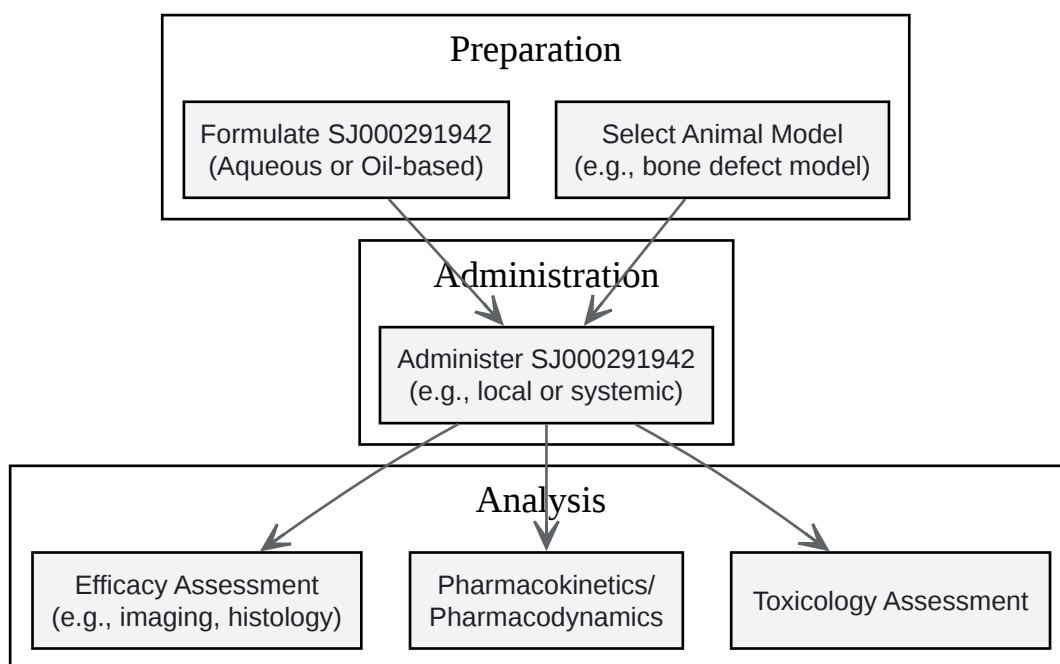 Preparation
Formulate SJ000291942
(Aqueous or Oil-based)
Select Animal Model
(e.g., bone defect model)
Administration
Administer SJ000291942
(e.g., local or systemic)
Analysis
Efficacy Assessment
(e.g., imaging, histology)
Pharmacokinetics/
Pharmacodynamics
Toxicology Assessment